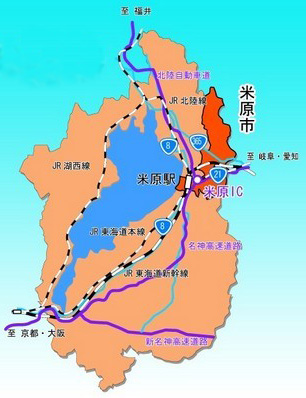 至 福井
北陸自動車道
JR 北陸線
米原市
8
365
JR 湖西線
至 岐阜・愛知
21
米原駅
米原IC
8
JR 東海道本線
名神高速道路
JR 東海道新幹線
至 京都・大阪
新名神高速道路